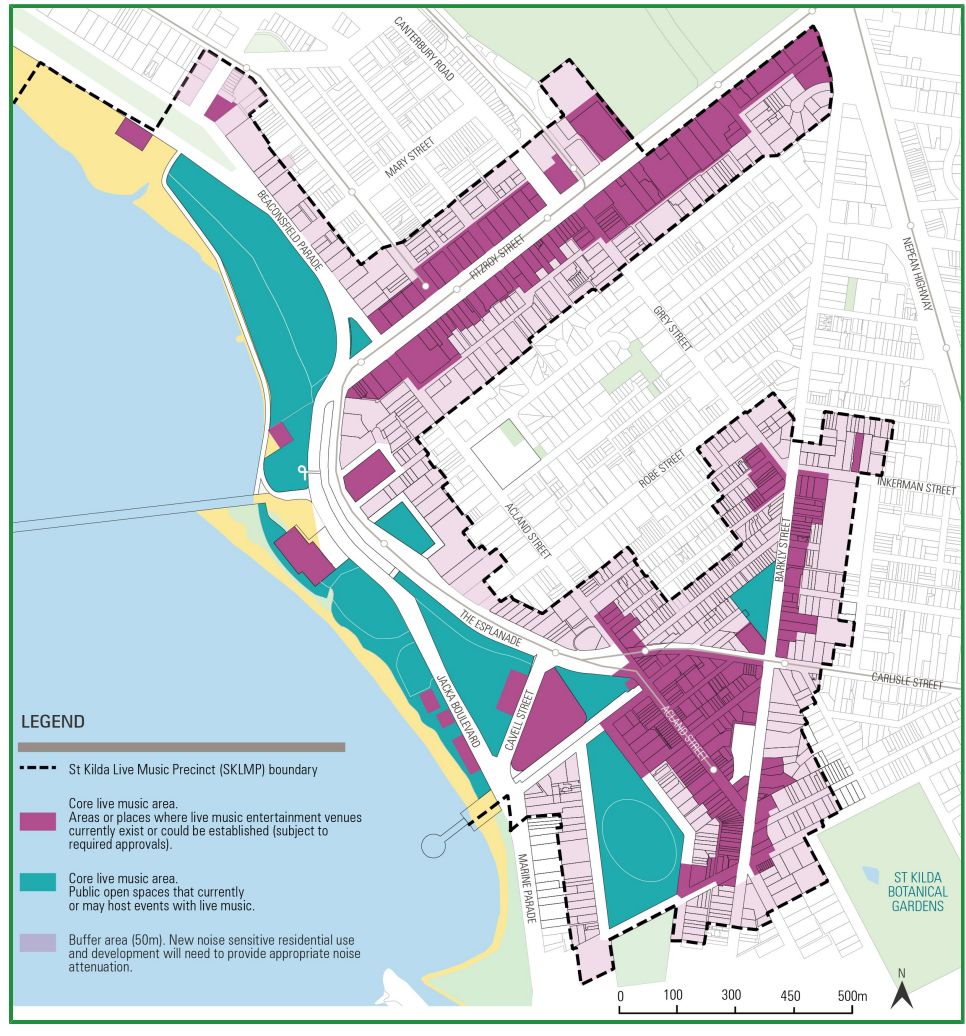 CANTERBURY ROAD
MARY STREET
BEACONSFIELD PARADE
FITZROY STREET
NEPEAN HIGHWAY
GREY STREET
ROBE STREET
INKERMAN STREET
ACLAND STREET
BARKLY STREET
THE ESPLANADE
CARLISLE STREET
JACKA BOULEVARD
CAVELL STREET
ACLAND STREET
MARINE PARADE
ST KILDA
BOTANICAL
GARDENS
LEGEND
St Kilda Live Music Precinct (SKLMP) boundary
Core live music area.
Areas or places where live music entertainment venues
currently exist or could be established (subject to
required approvals).
Core live music area.
Public open spaces that currently
or may host events with live music.
Buffer area (50m). New noise sensitive residential use
and development will need to provide appropriate noise
attenuation.
N
0 100 300 450 500m